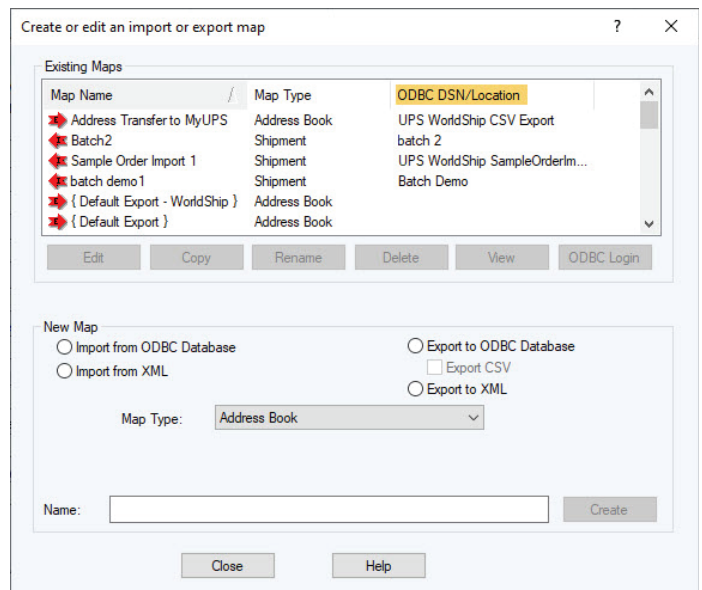 Create or edit an import or export map ?
Existing Maps
Map Name Map Type ODBC DSN/Location
Address Transfer to MyUPS Address Book UPS WorldShip CSV Export
Batch2 Shipment batch 2
Sample Order Import 1 Shipment UPS WorldShip SampleOrderIm...
batch demo1 Shipment Batch Demo
{ Default Export - WorldShip } Address Book
{ Default Export } Address Book
Edit Copy Rename Delete View ODBC Login
New Map
Import from ODBC Database Export to ODBC Database
Export CSV
Import from XML Export to XML
Map Type: Address Book
Name: Create
Close Help